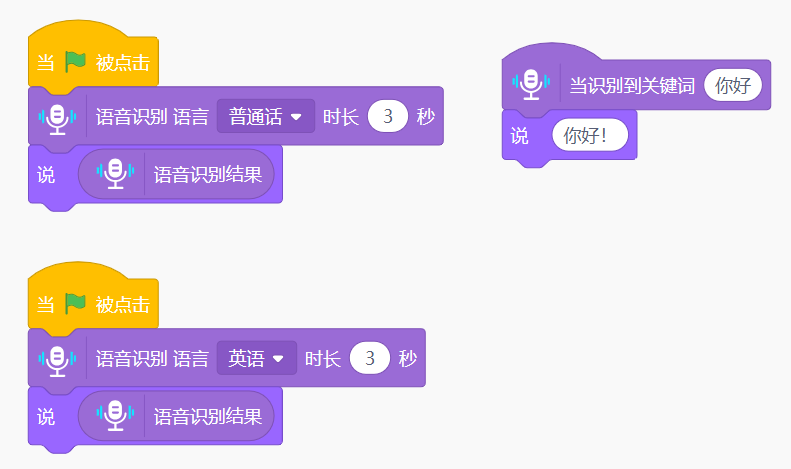 当 被点击
语音识别 语言 普通话 时长 3 秒
说 语音识别结果
当识别到关键词 你好
说 你好！
当 被点击
语音识别 语言 英语 时长 3 秒
说 语音识别结果